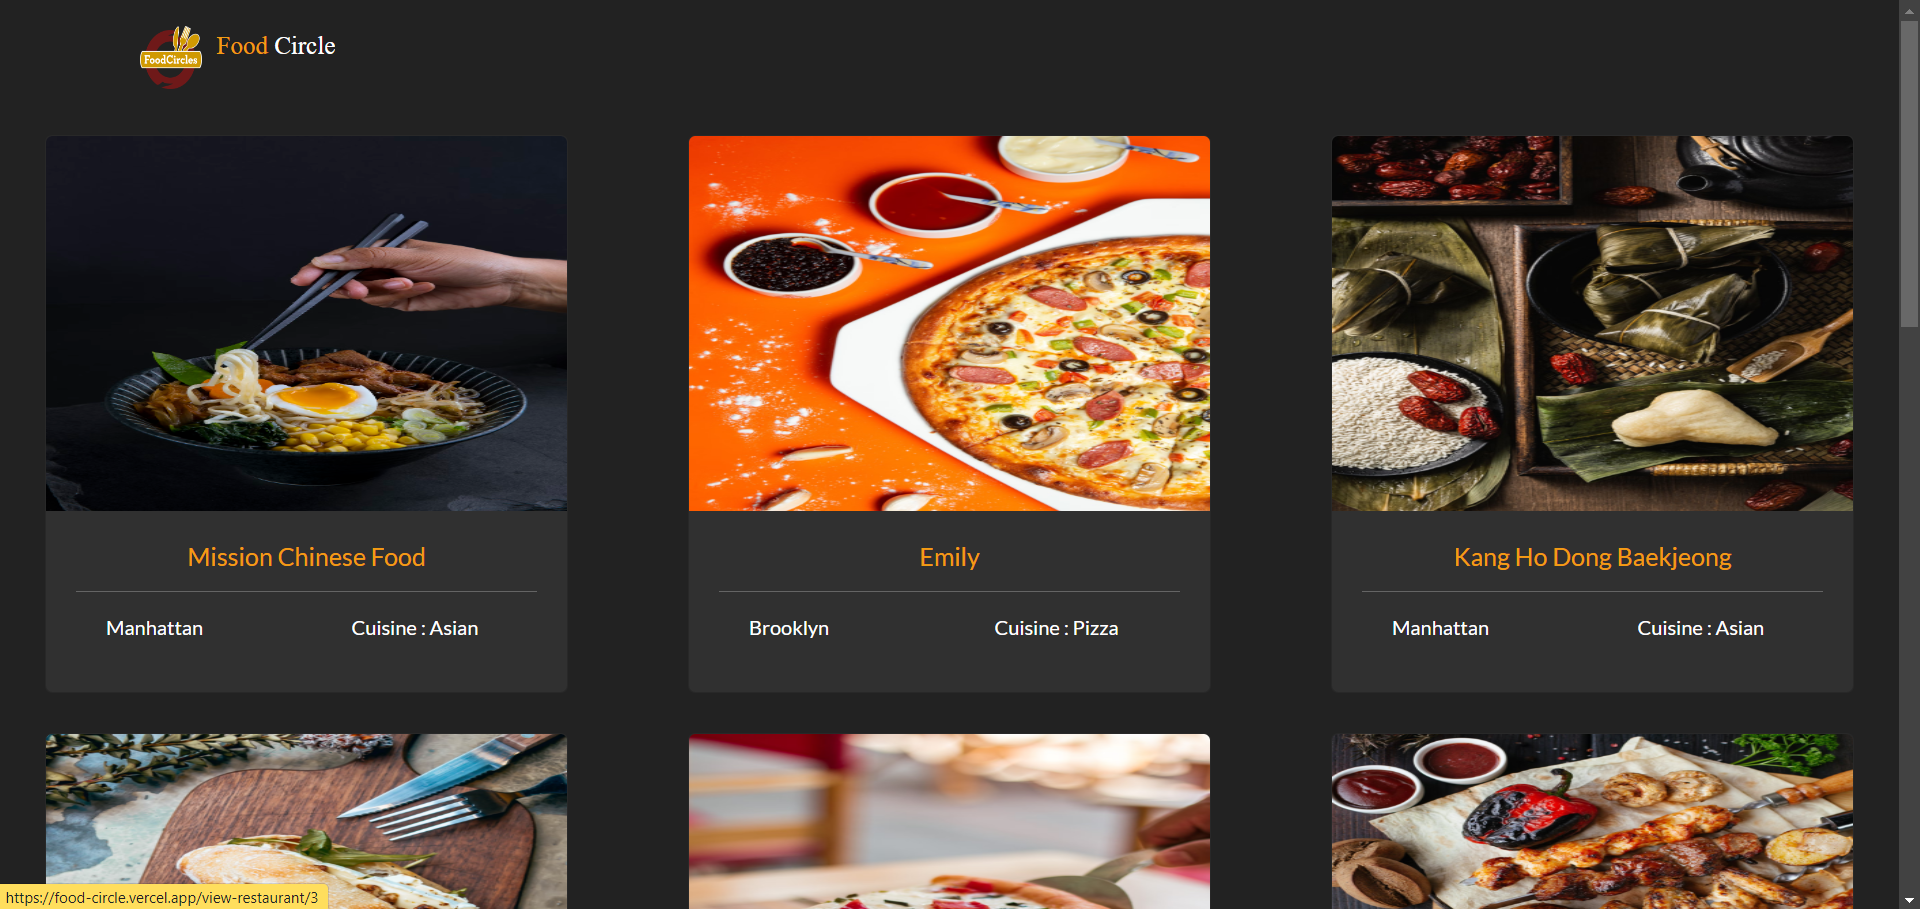 FoodCircles
Food Circle
Mission Chinese Food
Manhattan
Cuisine : Asian
Emily
Brooklyn
Cuisine : Pizza
Kang Ho Dong Baekjeong
Manhattan
Cuisine : Asian
https://food-circle.vercel.app/view-restaurant/3